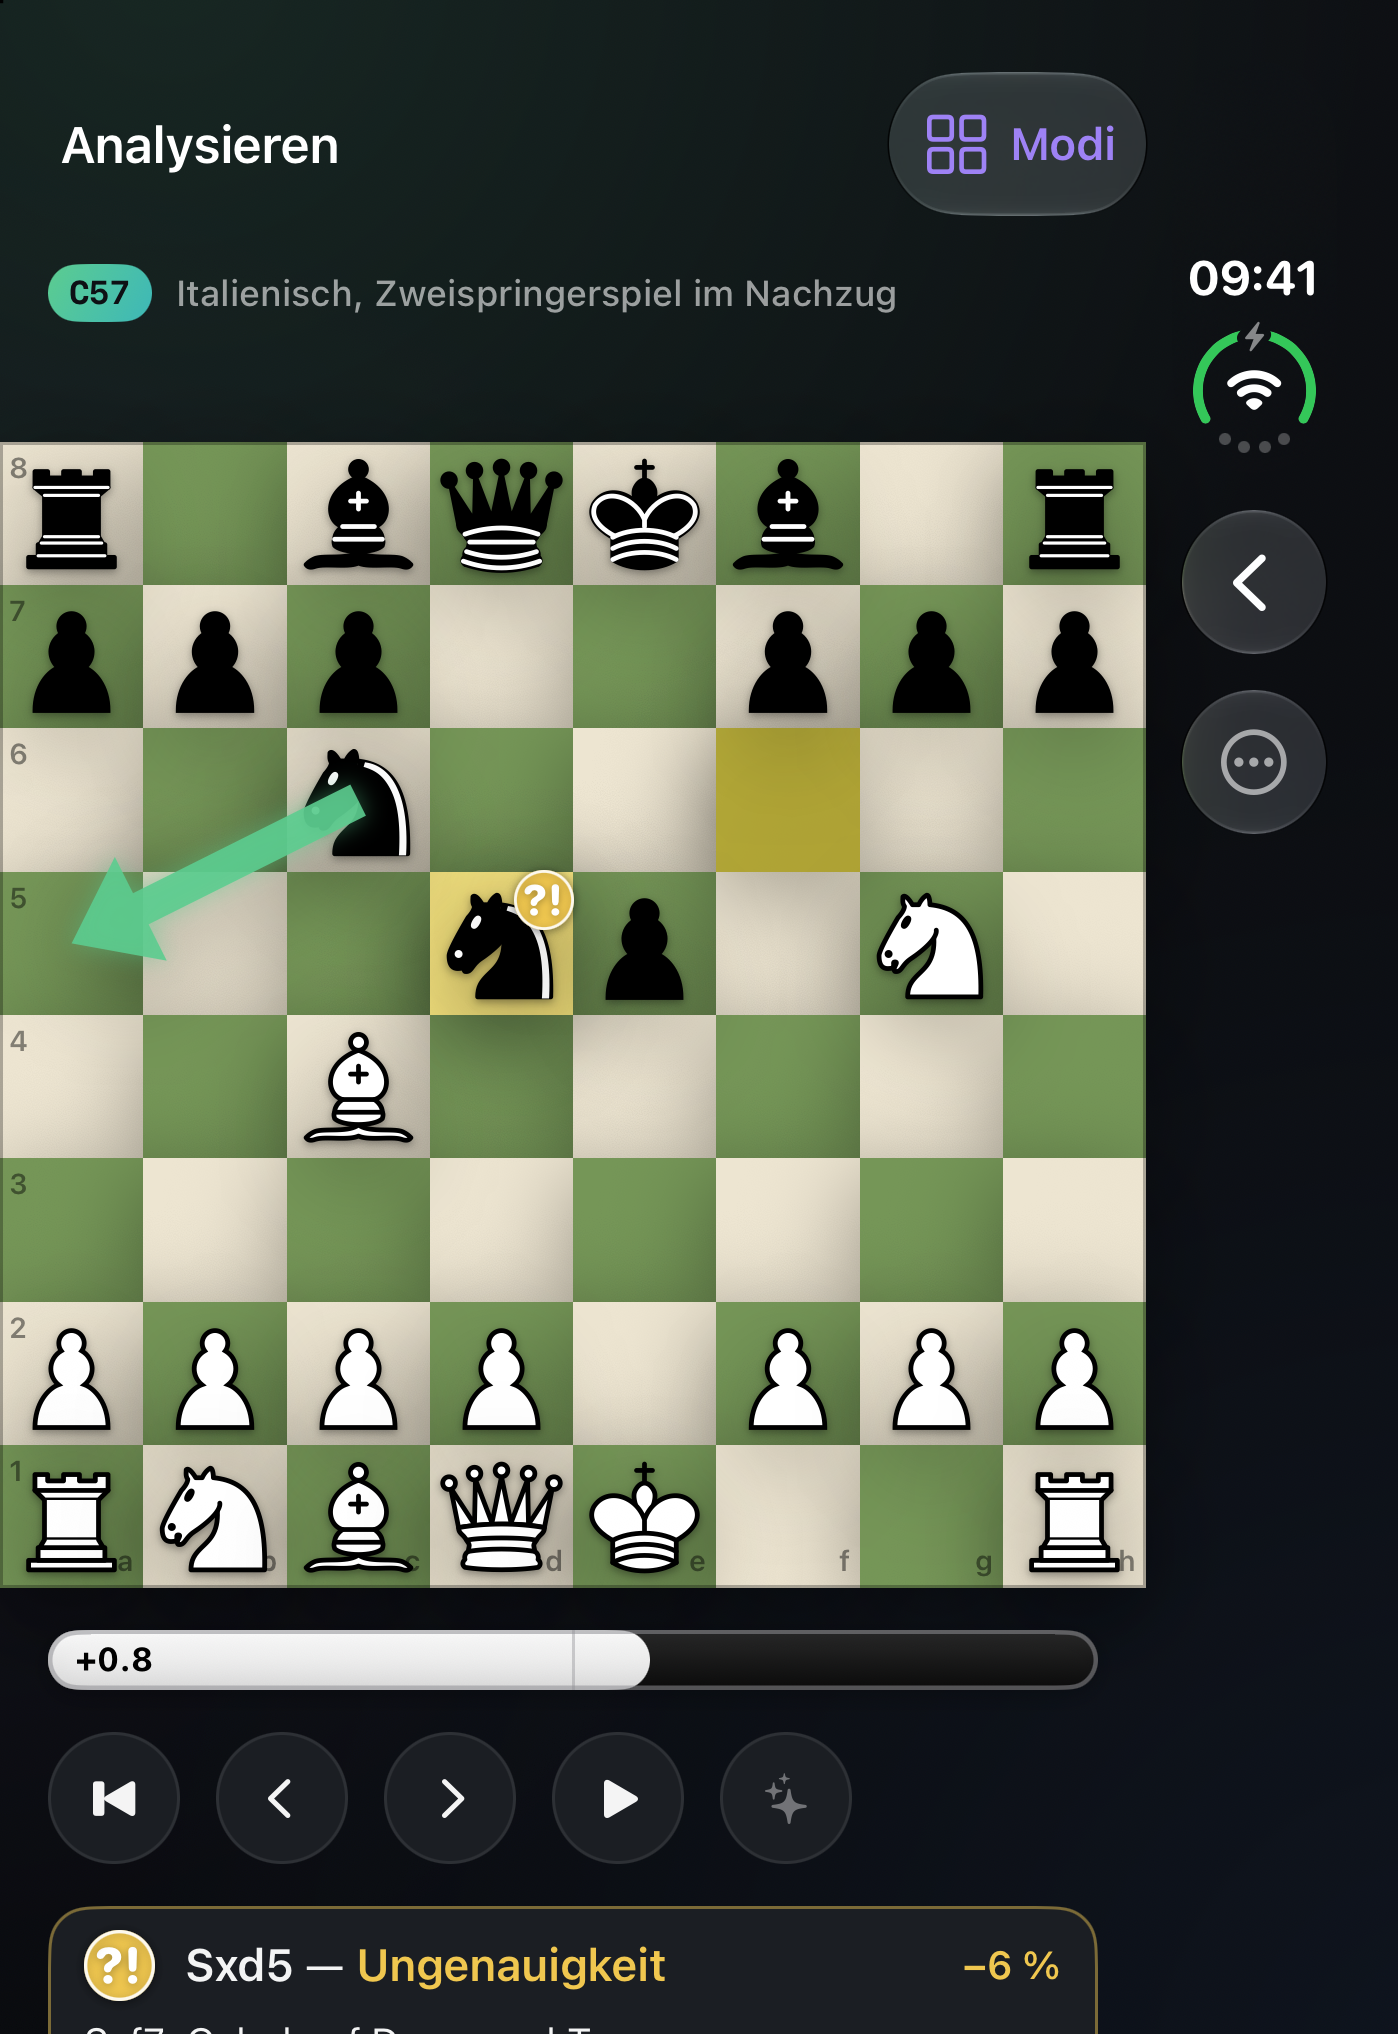 Analysieren
Modi
C57 Italienisch, Zweispringerspiel im Nachzug
09:41
8
7
6
5
?!
4
3
2
1
a b c d e f g h
+0.8
?! Sxd5 — Ungenauigkeit −6 %